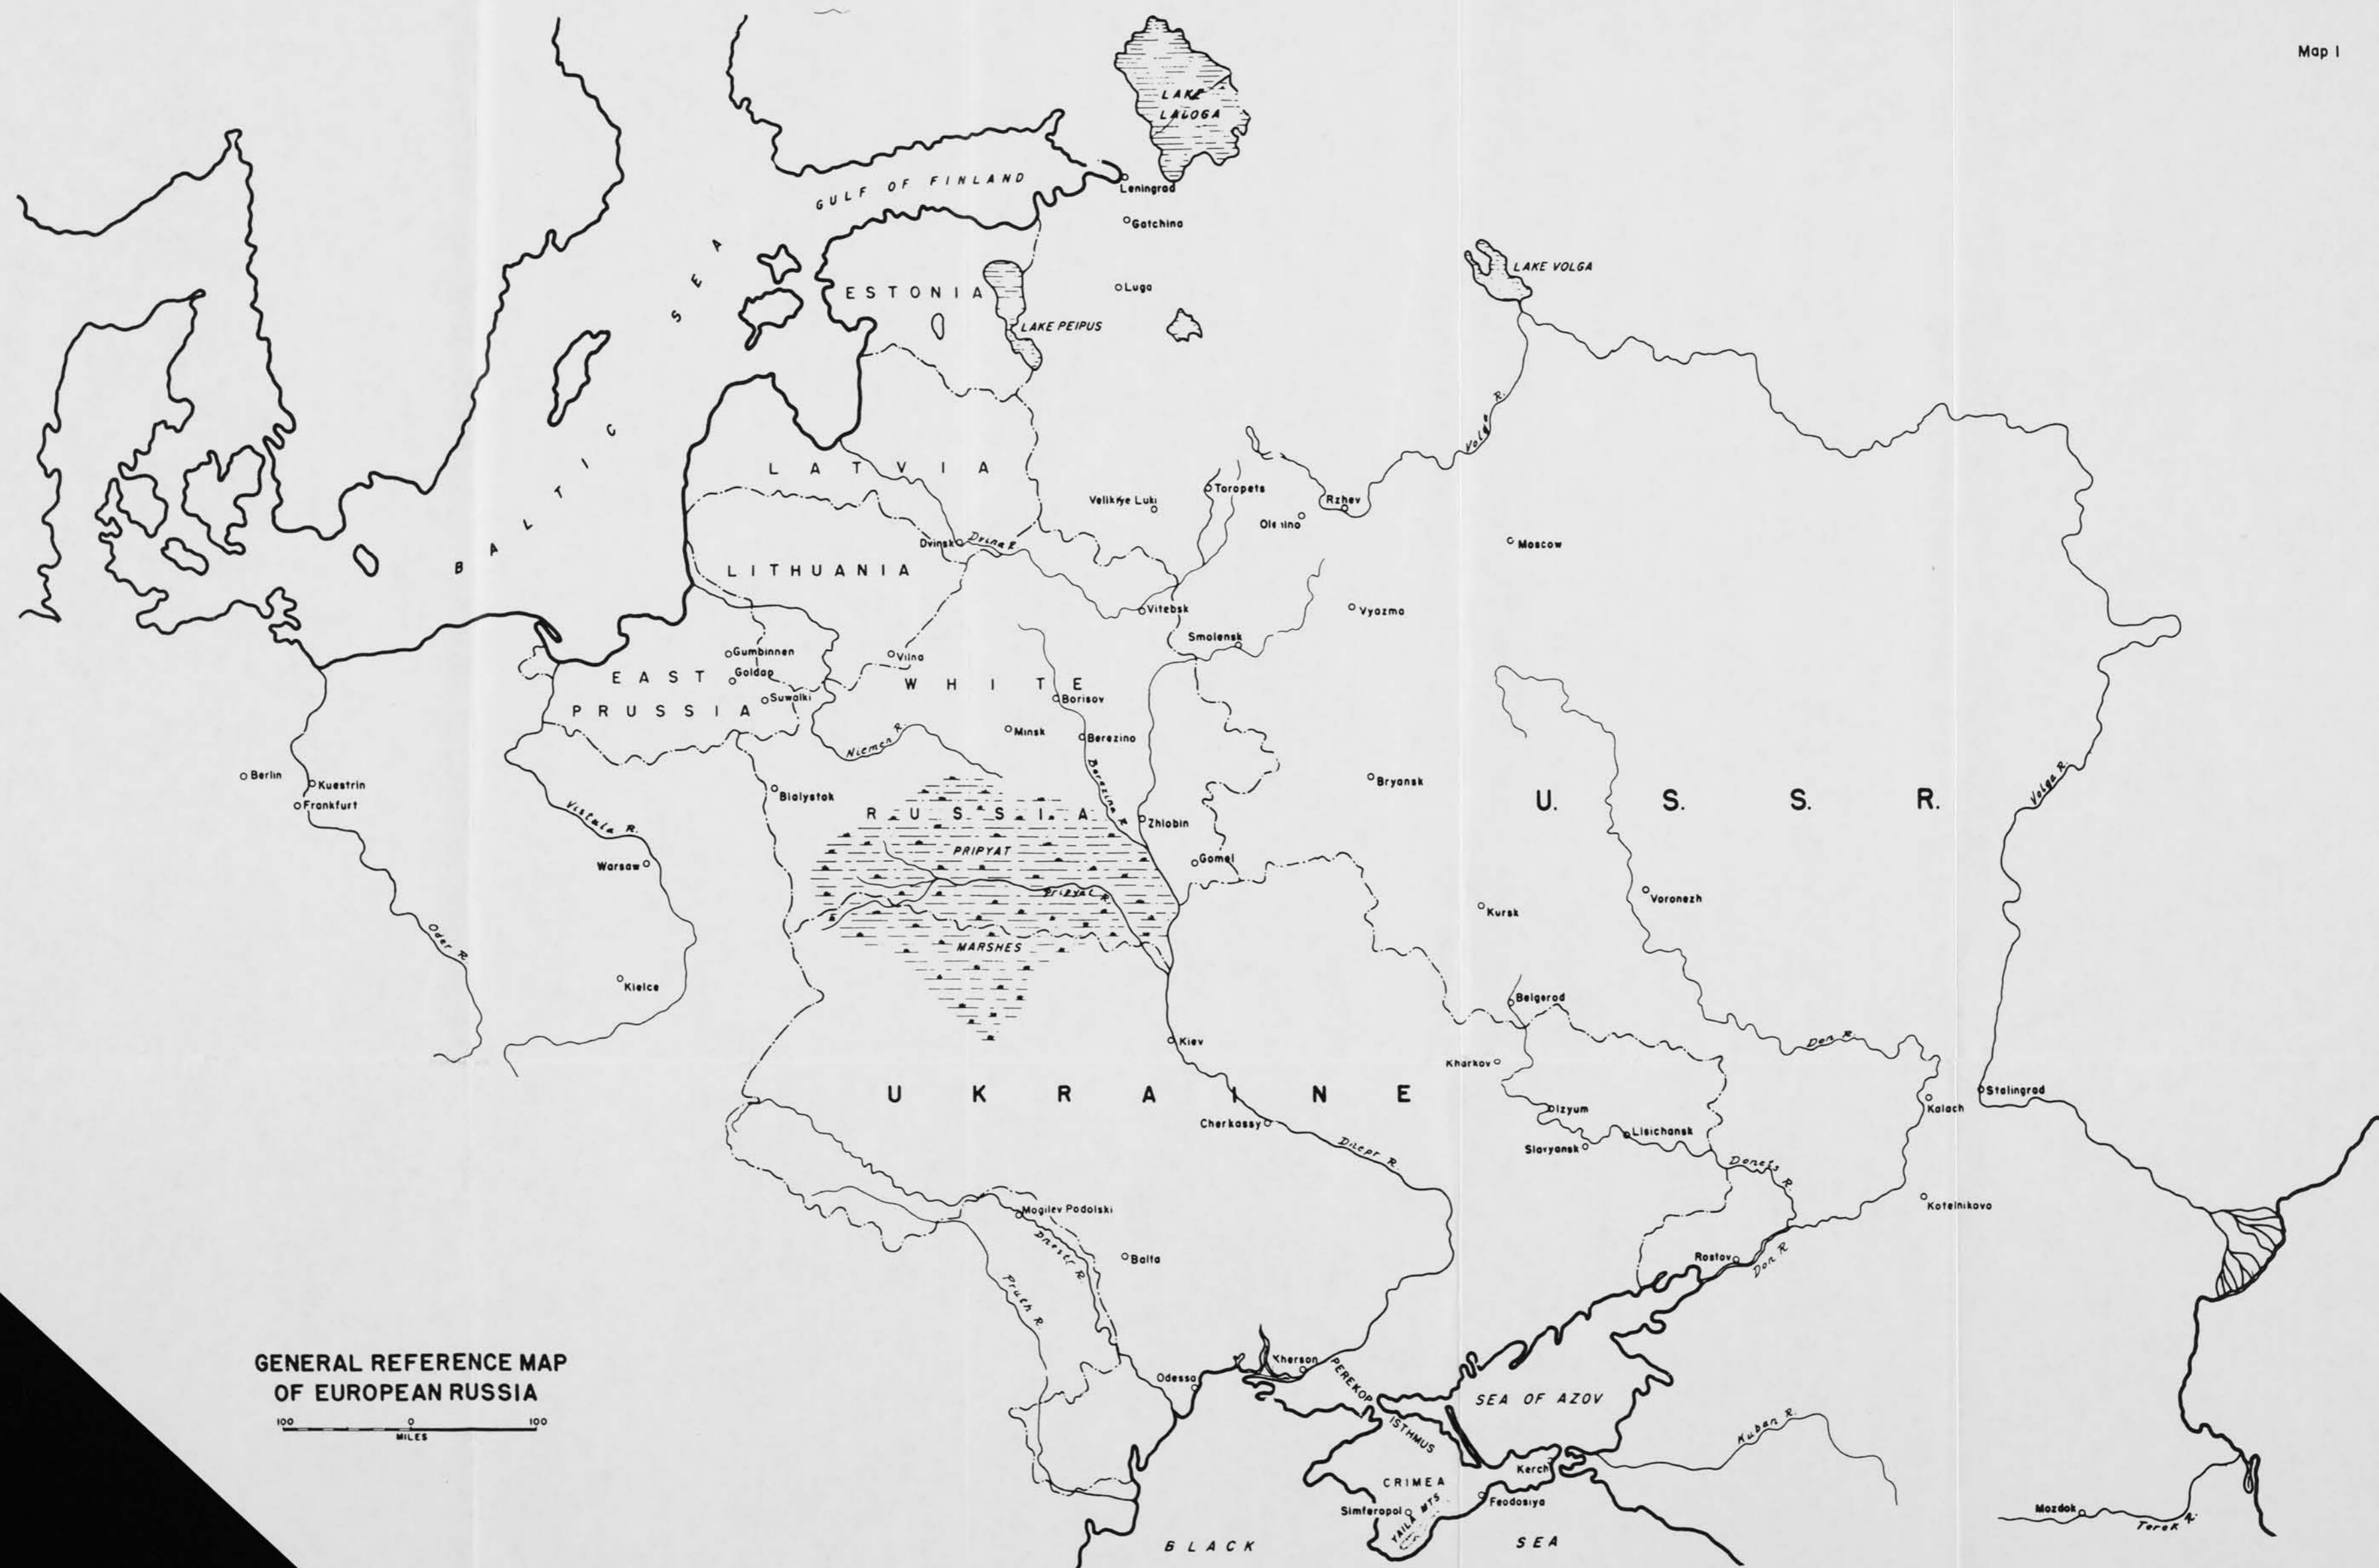 Map 1
LAKE
LALOGA
GULF OF FINLAND
Leningrad
Gatchina
LAKE VOLGA
ESTONIA
Luga
LAKE PEIPUS
BALTIC SEA
Volga R.
LATVIA
Velikiye Luki
Toropets
Rzhev
Dvinsk
Dvina R.
Moscow
LITHUANIA
Vitebsk
Vyazma
Smolensk
Gumbinnen
Vilna
EAST
Goldap
WHITE
Suwalki
Borisov
PRUSSIA
Minsk
Berezino
Niemen R.
Berlin
Kuestrin
Bialystok
Berezina R.
Bryansk
Volga R.
Frankfurt
U. S. S. R.
Vistula R.
RUSSIA
Zhlobin
PRIPYAT
Warsaw
Gomel
Pripyat R.
Voronezh
Kursk
Oder R.
MARSHES
Kielce
Belgorod
Kiev
Don R.
Kharkov
UKRAINE
Stalingrad
Izyum
Kalach
Cherkassy
Lisichansk
Dnepr R.
Slavyansk
Donets R.
Mogilev Podolski
Kotelnikovo
Dnestr R.
Balta
Rostov
Don R.
Pruth R.
GENERAL REFERENCE MAP
OF EUROPEAN RUSSIA
100 0 100
MILES
Kherson
PEREKOP
ISTHMUS
Odessa
SEA OF AZOV
Kuban R.
Kerch
CRIMEA
Feodosiya
Simferopol
YAILA MTS
Mozdok
Terek R.
BLACK SEA